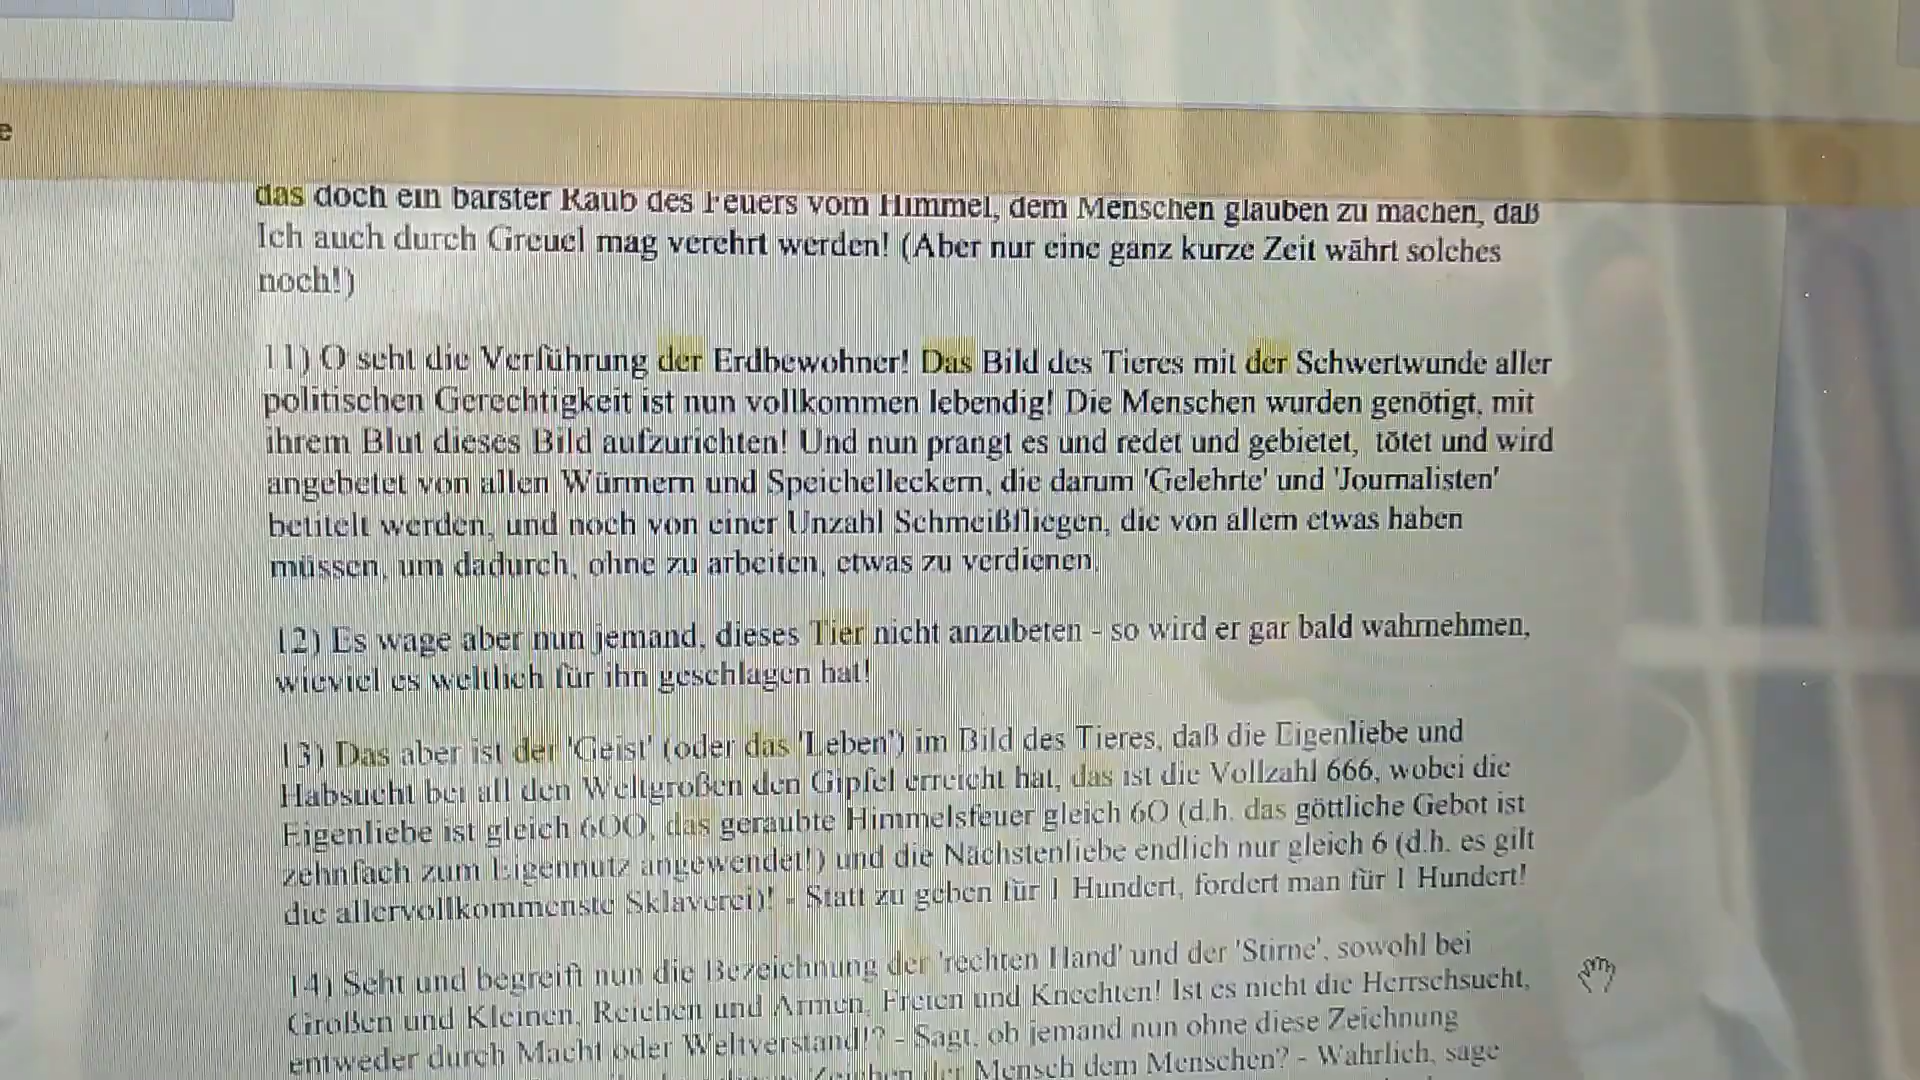 e
das doch ein barster Raub des Feuers vom Himmel, dem Menschen glauben zu machen, daß
Ich auch durch Greuel mag verehrt werden! (Aber nur eine ganz kurze Zeit währt solches
noch!)
11) O seht die Verführung der Erdbewohner! Das Bild des Tieres mit der Schwertwunde aller
politischen Gerechtigkeit ist nun vollkommen lebendig! Die Menschen wurden genötigt, mit
ihrem Blut dieses Bild aufzurichten! Und nun prangt es und redet und gebietet, tötet und wird
angebetet von allen Würmern und Speichelleckern, die darum 'Gelehrte' und 'Journalisten'
betitelt werden, und noch von einer Unzahl Schmeißfliegen, die von allem etwas haben
müssen, um dadurch, ohne zu arbeiten, etwas zu verdienen.
12) Es wage aber nun jemand, dieses Tier nicht anzubeten - so wird er gar bald wahrnehmen,
wieviel es weltlich für ihn geschlagen hat!
13) Das aber ist der 'Geist' (oder das 'Leben') im Bild des Tieres, daß die Eigenliebe und
Habsucht bei all den Weltgroßen den Gipfel erreicht hat, das ist die Vollzahl 666, wobei die
Eigenliebe ist gleich 6OO, das geraubte Himmelsfeuer gleich 6O (d.h. das göttliche Gebot ist
zehnfach zum Eigennutz angewendet!) und die Nächstenliebe endlich nur gleich 6 (d.h. es gilt
die allervollkommenste Sklaverei)! - Statt zu geben für 1 Hundert, fordert man für 1 Hundert!
14) Seht und begreift nun die Bezeichnung der 'rechten Hand' und der 'Stirne', sowohl bei
Großen und Kleinen, Reichen und Armen, Freien und Knechten! Ist es nicht die Herrschsucht,
entweder durch Macht oder Weltverstand!? - Sagt, ob jemand nun ohne diese Zeichnung
Zeichen der Mensch dem Menschen? - Wahrlich, sage